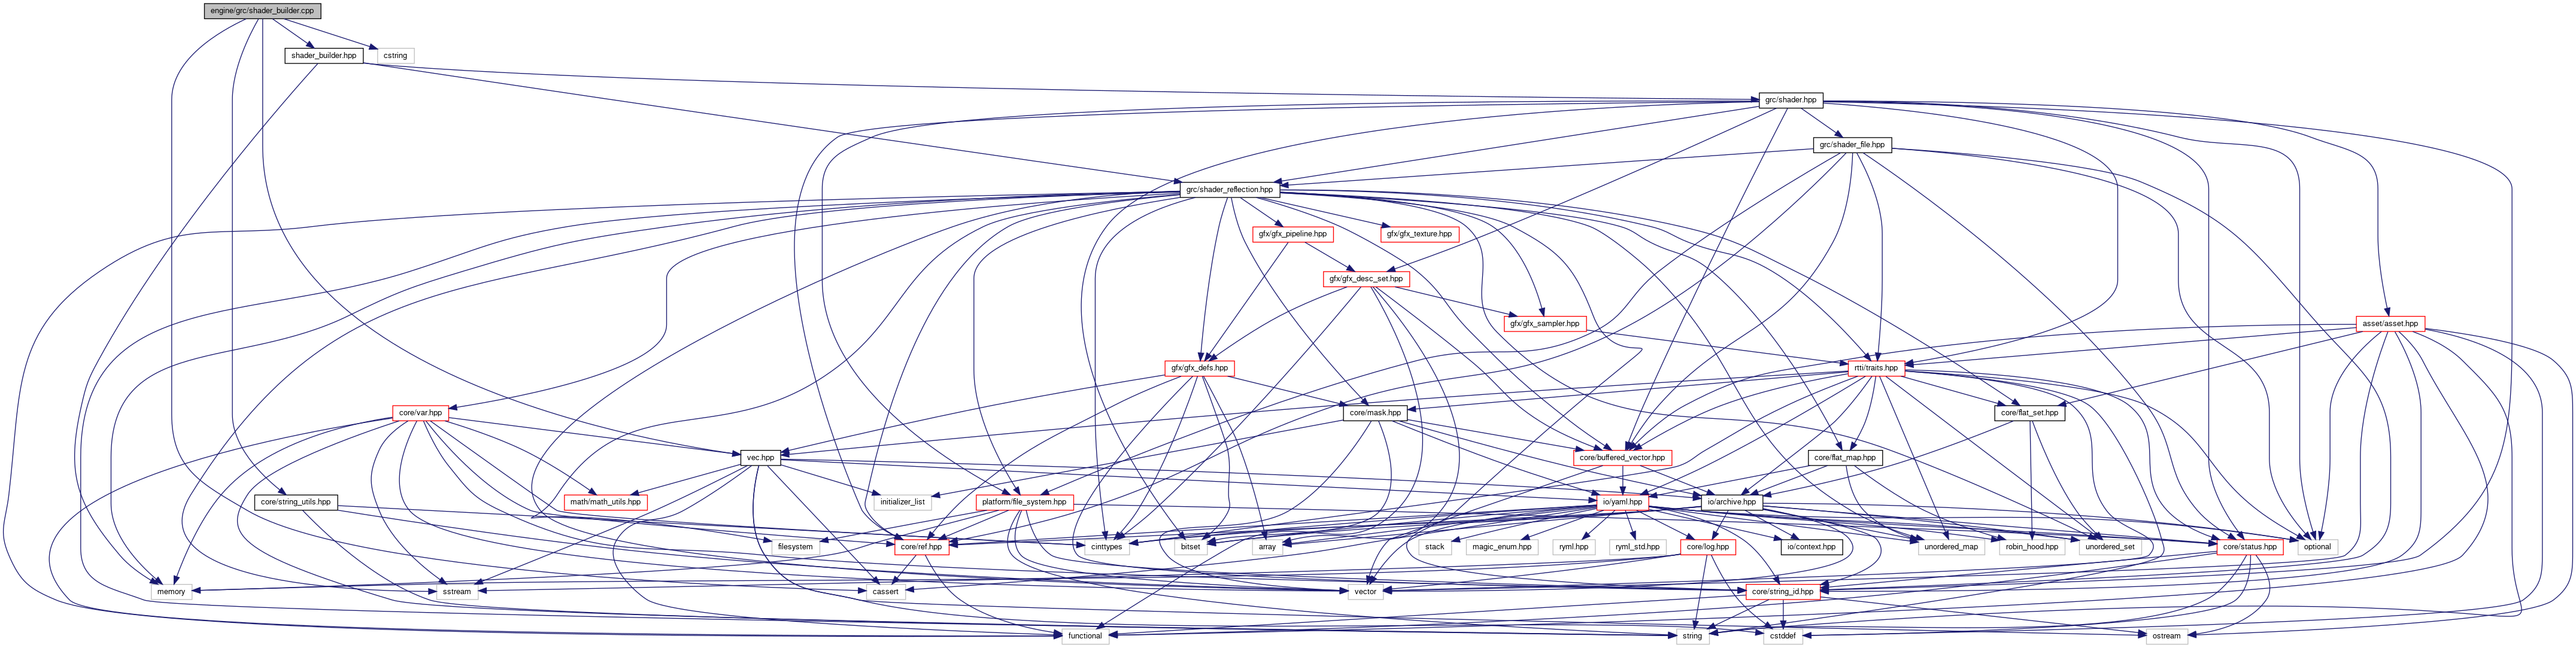 engine/grc/shader_builder.cpp
shader_builder.hpp
cstring
grc/shader.hpp
grc/shader_file.hpp
grc/shader_reflection.hpp
gfx/gfx_pipeline.hpp
gfx/gfx_texture.hpp
gfx/gfx_desc_set.hpp
gfx/gfx_sampler.hpp
asset/asset.hpp
gfx/gfx_defs.hpp
rtti/traits.hpp
core/var.hpp
core/mask.hpp
core/flat_set.hpp
vec.hpp
core/buffered_vector.hpp
core/flat_map.hpp
core/string_utils.hpp
math/math_utils.hpp
initializer_list
platform/file_system.hpp
io/yaml.hpp
io/archive.hpp
filesystem
core/ref.hpp
cinttypes
bitset
array
stack
magic_enum.hpp
ryml.hpp
ryml_std.hpp
core/log.hpp
io/context.hpp
unordered_map
robin_hood.hpp
unordered_set
core/status.hpp
optional
memory
sstream
cassert
vector
core/string_id.hpp
functional
string
cstddef
ostream